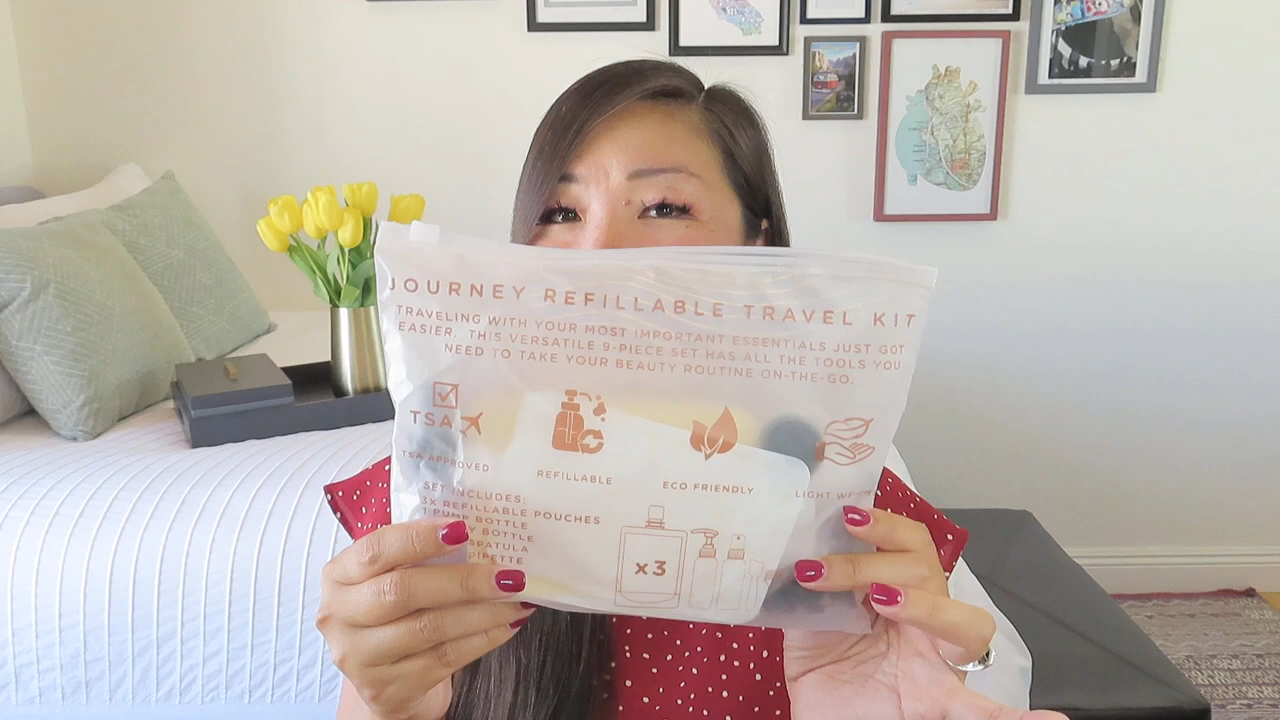 JOURNEY REFILLABLE TRAVEL KIT
TRAVELING WITH YOUR MOST IMPORTANT ESSENTIALS JUST GOT
EASIER. THIS VERSATILE 9-PIECE SET HAS ALL THE TOOLS YOU
NEED TO TAKE YOUR BEAUTY ROUTINE ON-THE-GO.
TSA
TSA APPROVED
REFILLABLE
ECO FRIENDLY
LIGHT
SET INCLUDES:
3X REFILLABLE POUCHES
1 PUMP BOTTLE
BOTTLE
SPATULA
x3